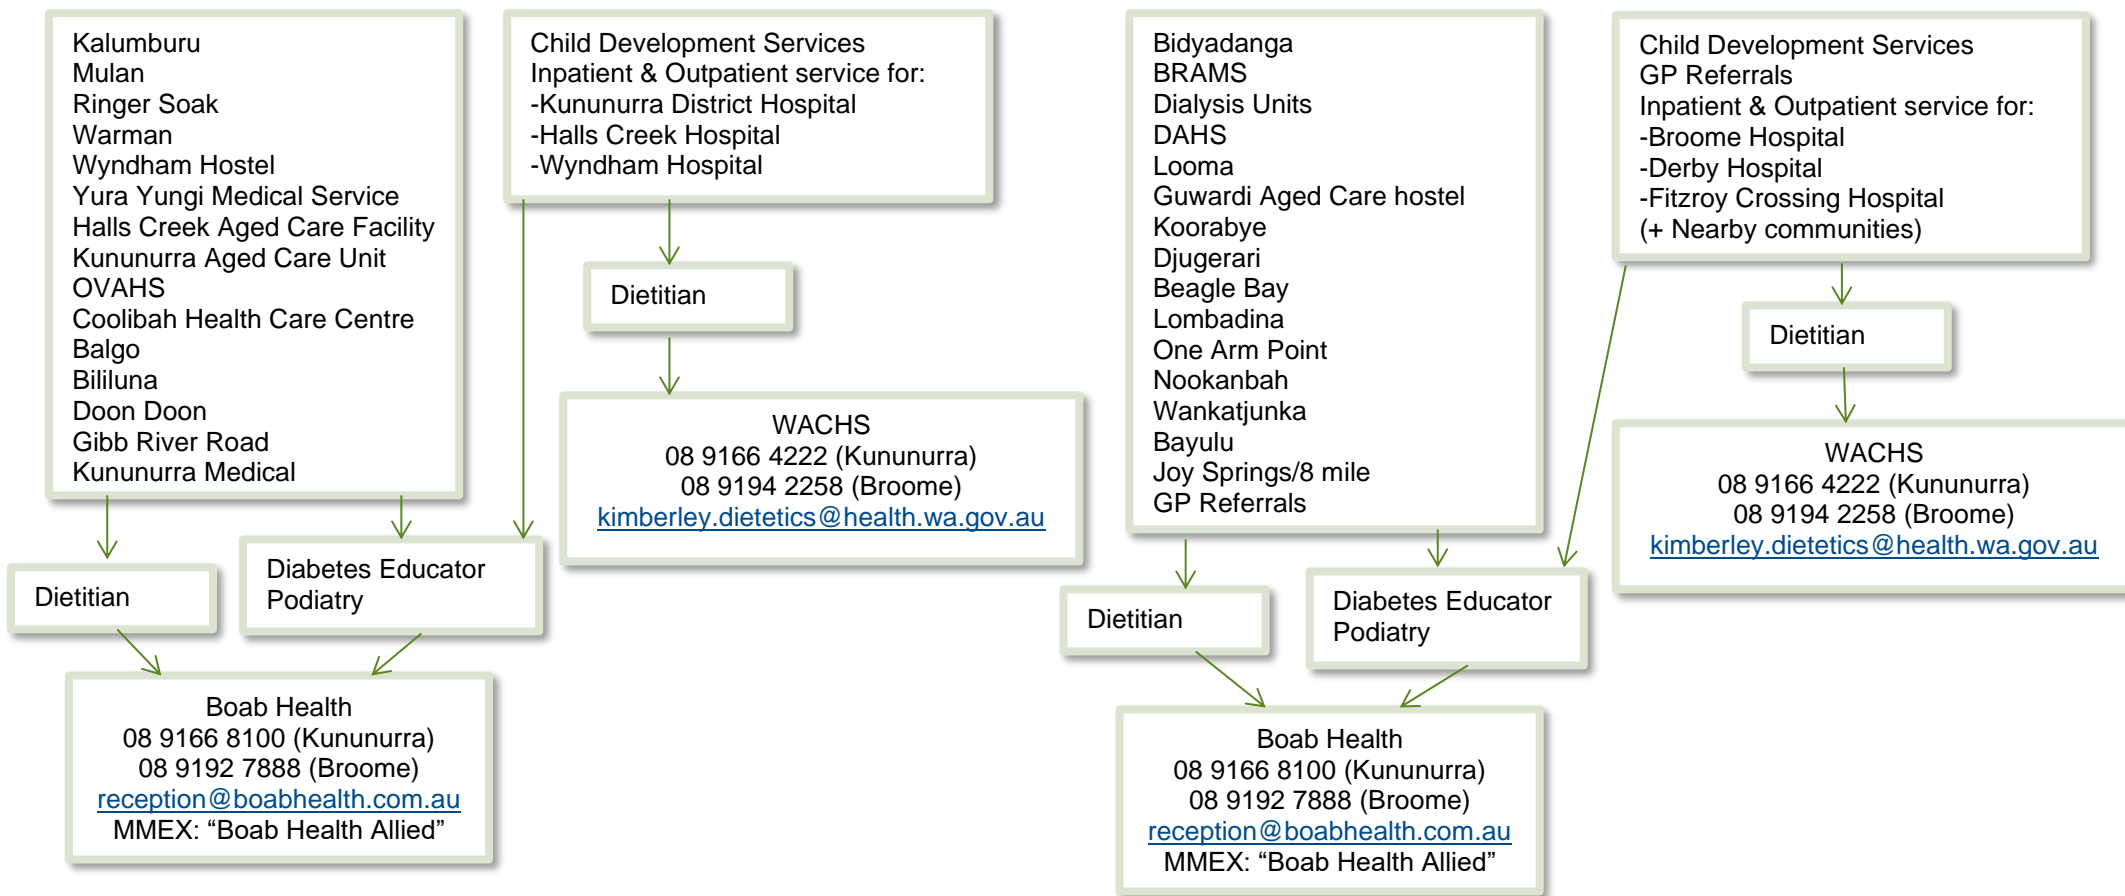 Kalumburu
Mulan
Ringer Soak
Warman
Wyndham Hostel
Yura Yungi Medical Service
Halls Creek Aged Care Facility
Kununurra Aged Care Unit
OVAHS
Coolibah Health Care Centre
Balgo
Bililuna
Doon Doon
Gibb River Road
Kununurra Medical
Dietitian
Diabetes Educator
Podiatry
Boab Health
08 9166 8100 (Kununurra)
08 9192 7888 (Broome)
reception@boabhealth.com.au
MMEX: “Boab Health Allied”
Child Development Services
Inpatient & Outpatient service for:
-Kununurra District Hospital
-Halls Creek Hospital
-Wyndham Hospital
Dietitian
WACHS
08 9166 4222 (Kununurra)
08 9194 2258 (Broome)
kimberley.dietetics@health.wa.gov.au
Bidyadanga
BRAMS
Dialysis Units
DAHS
Looma
Guwardi Aged Care hostel
Koorabye
Djugerari
Beagle Bay
Lombadina
One Arm Point
Nookanbah
Wankatjunka
Bayulu
Joy Springs/8 mile
GP Referrals
Dietitian
Diabetes Educator
Podiatry
Boab Health
08 9166 8100 (Kununurra)
08 9192 7888 (Broome)
reception@boabhealth.com.au
MMEX: “Boab Health Allied”
Child Development Services
GP Referrals
Inpatient & Outpatient service for:
-Broome Hospital
-Derby Hospital
-Fitzroy Crossing Hospital
(+ Nearby communities)
Dietitian
WACHS
08 9166 4222 (Kununurra)
08 9194 2258 (Broome)
kimberley.dietetics@health.wa.gov.au